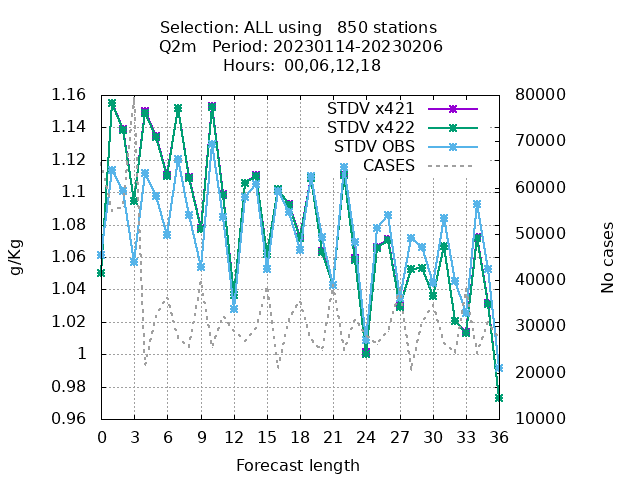 Selection: ALL using   850 stations
Q2m   Period: 20230114-20230206
Hours:  00,06,12,18
STDV x421
STDV x422
STDV OBS
CASES
1.16
1.14
1.12
1.1
1.08
1.06
1.04
1.02
1
0.98
0.96
g/Kg
80000
70000
60000
50000
40000
30000
20000
10000
No cases
0 3 6 9 12 15 18 21 24 27 30 33 36
Forecast length